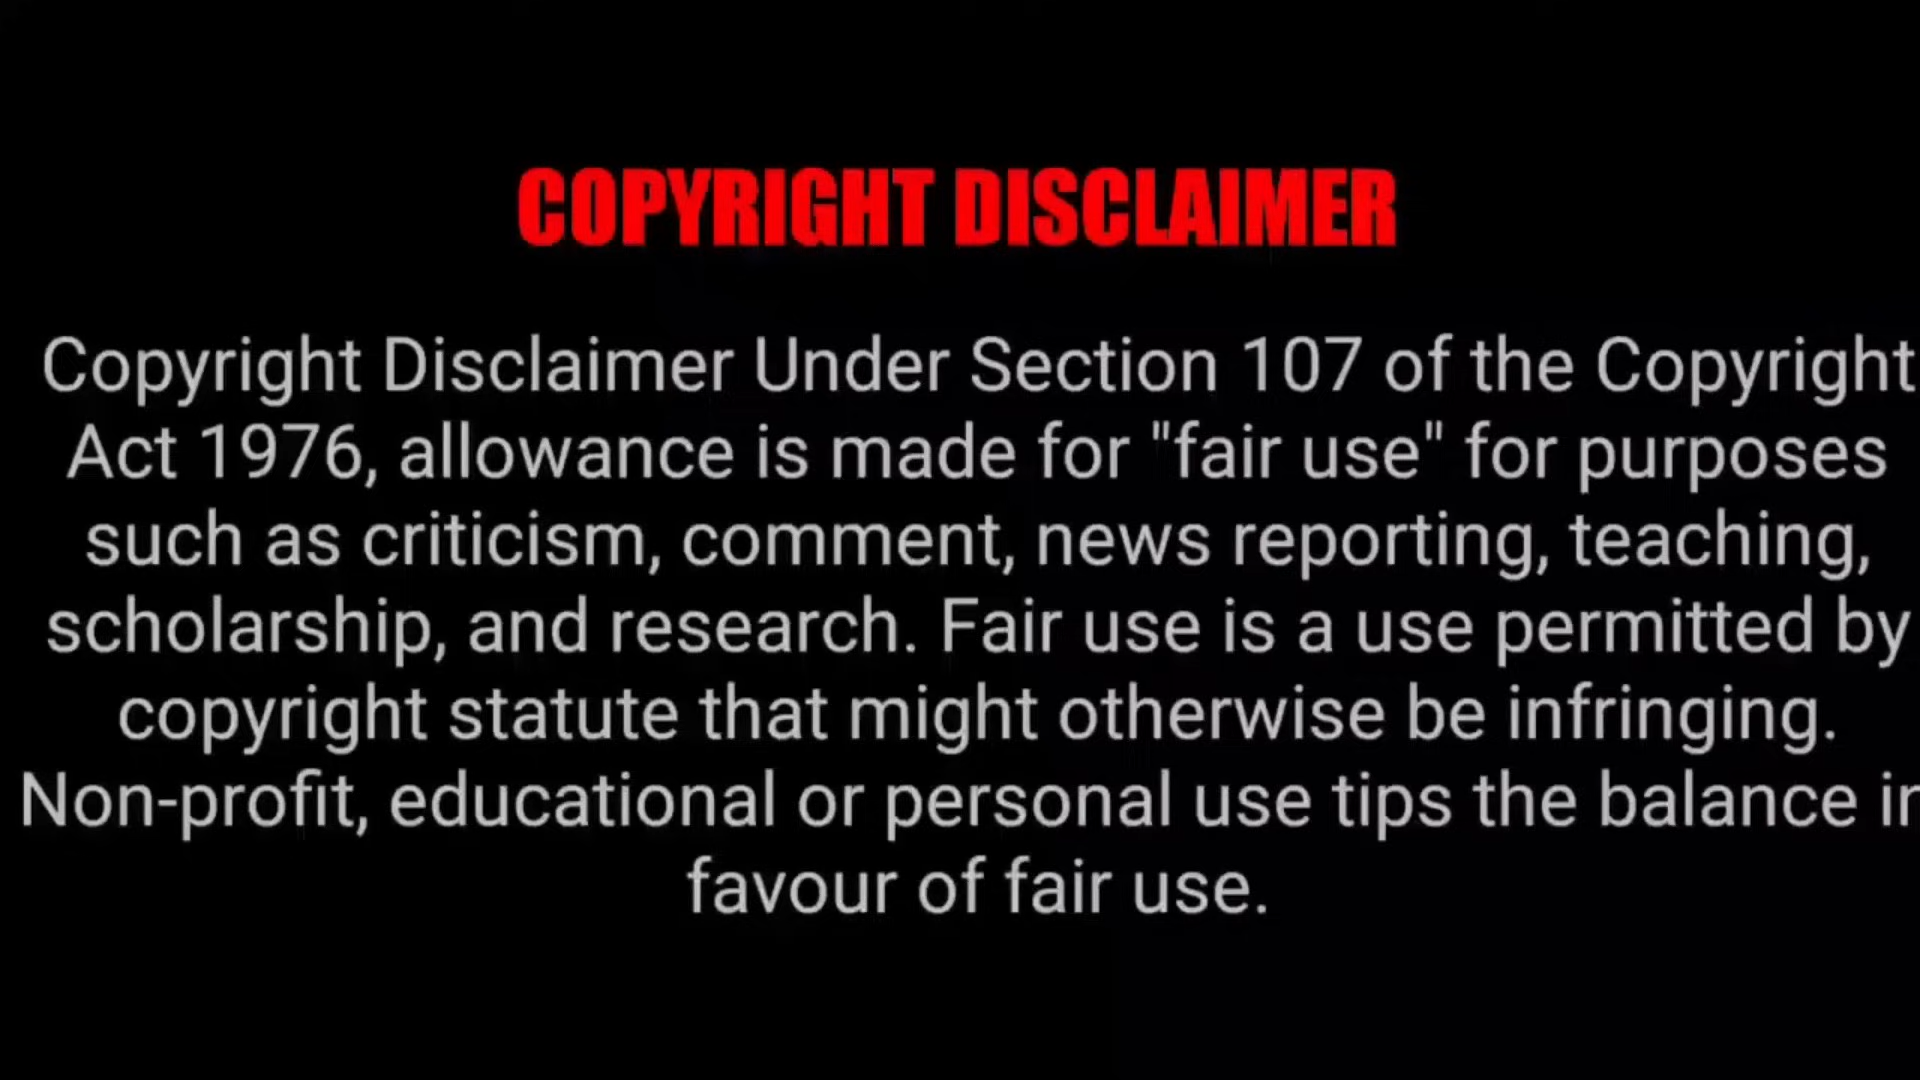 COPYRIGHT DISCLAIMER
Copyright Disclaimer Under Section 107 of the Copyright
Act 1976, allowance is made for "fair use" for purposes
such as criticism, comment, news reporting, teaching,
scholarship, and research. Fair use is a use permitted by
copyright statute that might otherwise be infringing.
Non-profit, educational or personal use tips the balance in
favour of fair use.